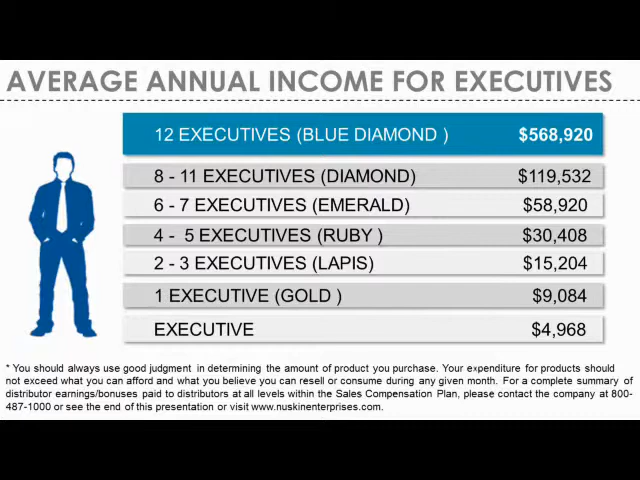 AVERAGE ANNUAL INCOME FOR EXECUTIVES
12 EXECUTIVES (BLUE DIAMOND ) $568,920
8 - 11 EXECUTIVES (DIAMOND) $119,532
6 - 7 EXECUTIVES (EMERALD) $58,920
4 - 5 EXECUTIVES (RUBY ) $30,408
2 - 3 EXECUTIVES (LAPIS) $15,204
1 EXECUTIVE (GOLD ) $9,084
EXECUTIVE $4,968
* You should always use good judgment in determining the amount of product you purchase. Your expenditure for products should
not exceed what you can afford and what you believe you can resell or consume during any given month. For a complete summary of
distributor earnings/bonuses paid to distributors at all levels within the Sales Compensation Plan, please contact the company at 800-
487-1000 or see the end of this presentation or visit www.nuskinenterprises.com.